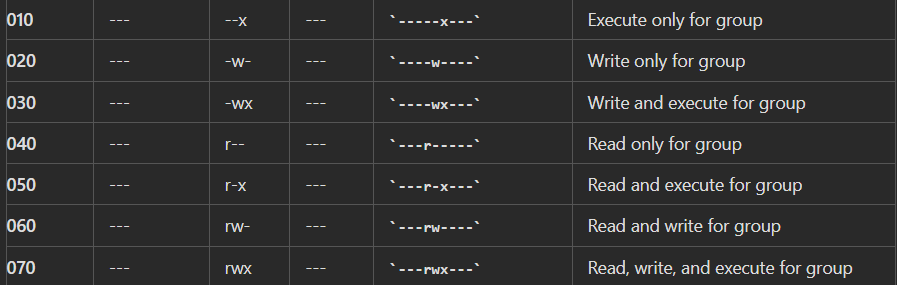 010 --- --x --- `-----x---` Execute only for group
020 --- -w- --- `----w----` Write only for group
030 --- -wx --- `----wx---` Write and execute for group
040 --- r-- --- `---r-----` Read only for group
050 --- r-x --- `---r-x---` Read and execute for group
060 --- rw- --- `---rw----` Read and write for group
070 --- rwx --- `---rwx---` Read, write, and execute for group